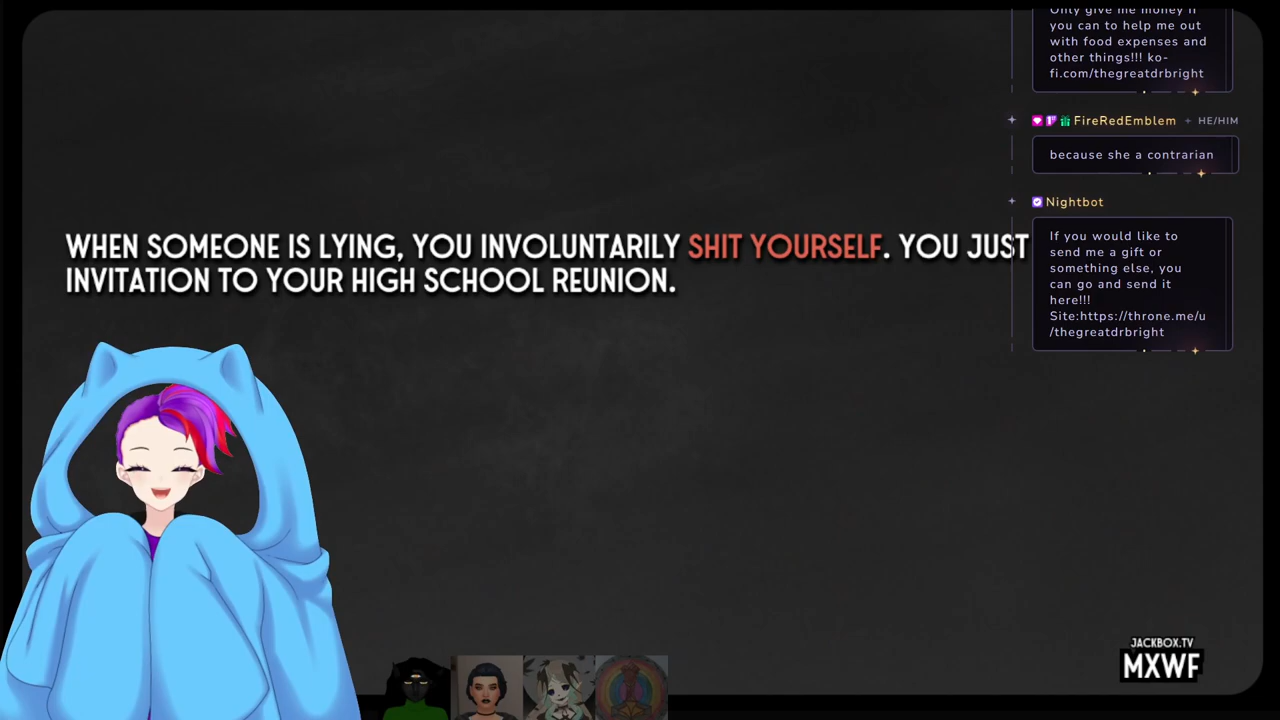 WHEN SOMEONE IS LYING, YOU INVOLUNTARILY SHIT YOURSELF. YOU JUST
INVITATION TO YOUR HIGH SCHOOL REUNION.
Only give me money if
you can to help me out
with food expenses and
other things!!! ko-
fi.com/thegreatdrbright
FireRedEmblem HE/HIM
because she a contrarian
Nightbot
If you would like to
send me a gift or
something else, you
can go and send it
here!!!
Site:https://throne.me/u
/thegreatdrbright
JACKBOX.TV
MXWF